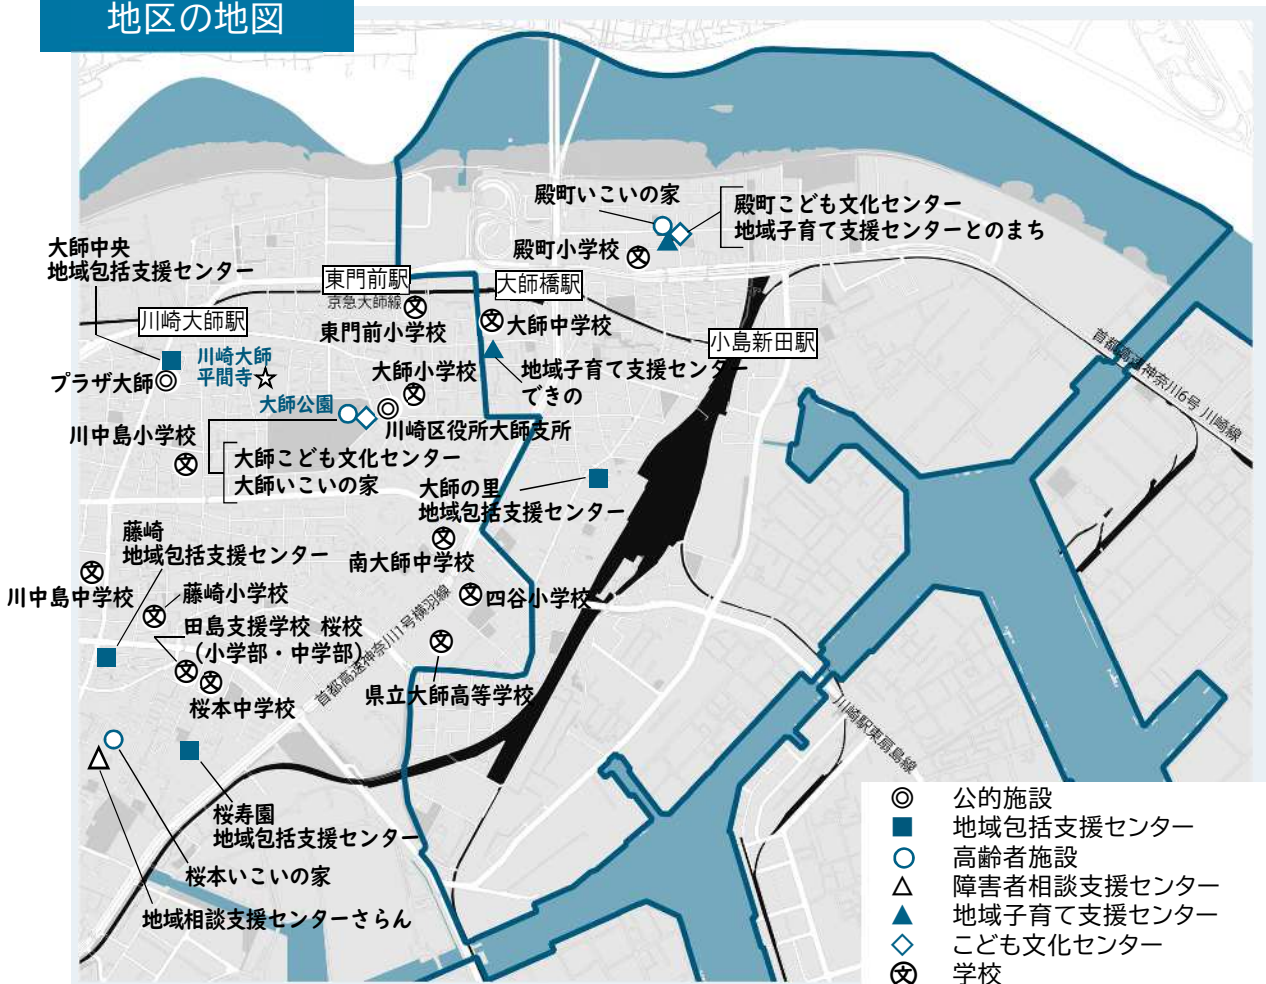 地区の地図
殿町いこいの家
殿町こども文化センター
地域子育て支援センターとのまち
殿町小学校
大師中央
地域包括支援センター
東門前駅
京急大師線
大師橋駅
川崎大師駅
東門前小学校
大師中学校
小島新田駅
首都高速神奈川6号 川崎線
川崎大師
平間寺
プラザ大師
大師小学校
地域子育て支援センター
できの
大師公園
川崎区役所大師支所
川中島小学校
大師こども文化センター
大師いこいの家
大師の里
地域包括支援センター
藤崎
地域包括支援センター
南大師中学校
川中島中学校
藤崎小学校
四谷小学校
田島支援学校 桜校
(小学部・中学部)
首都高速神奈川1号横羽線
県立大師高等学校
桜本中学校
川崎駅東扇島線
桜寿園
地域包括支援センター
桜本いこいの家
地域相談支援センターさらん
公的施設
地域包括支援センター
高齢者施設
障害者相談支援センター
地域子育て支援センター
こども文化センター
学校